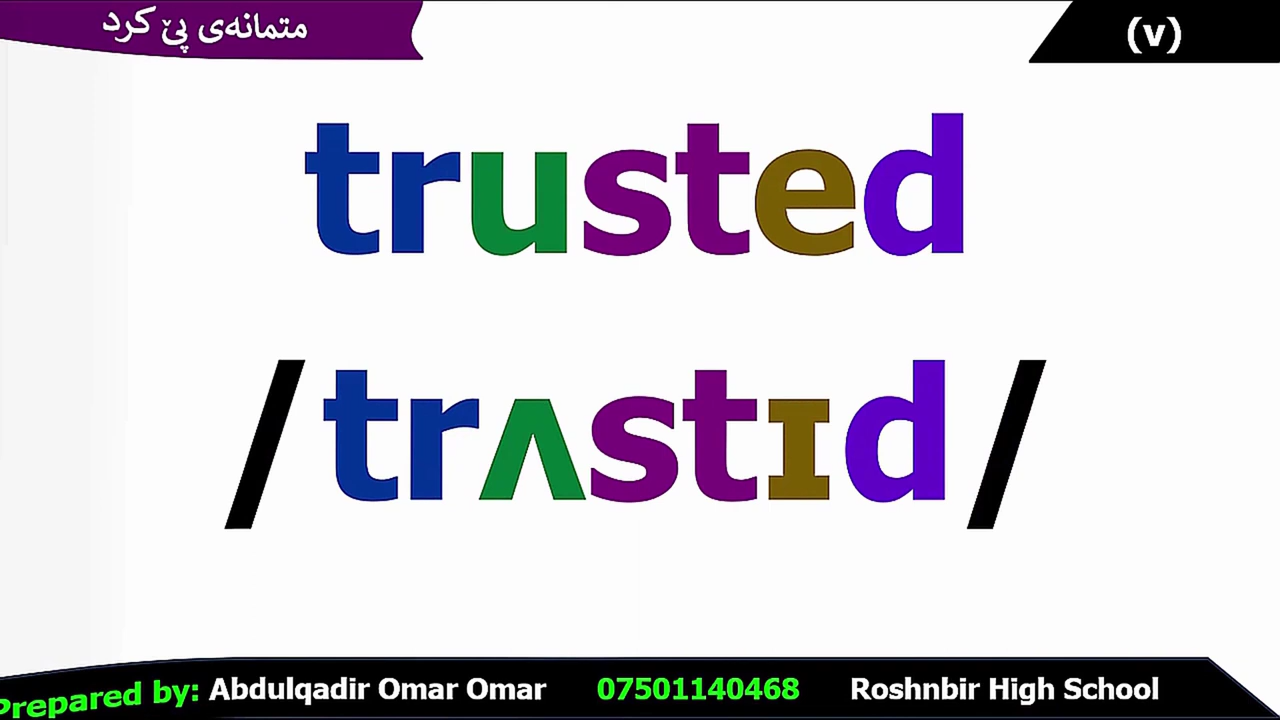 متمانەی پێ کرد
(v)
trusted
/trʌstɪd/
Prepared by: Abdulqadir Omar Omar 07501140468 Roshnbir High School